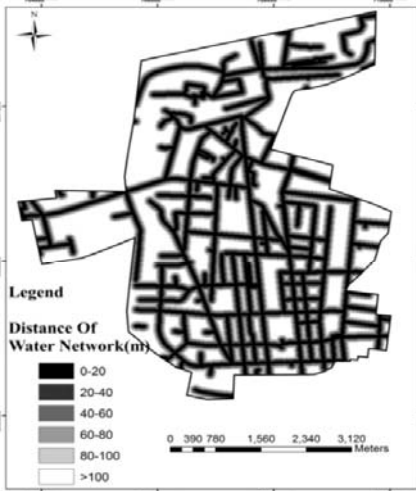 N
Legend
Distance Of
Water Network(m)
0-20
20-40
40-60
60-80
80-100
>100
0 390 780 1,560 2,340 3,120
Meters